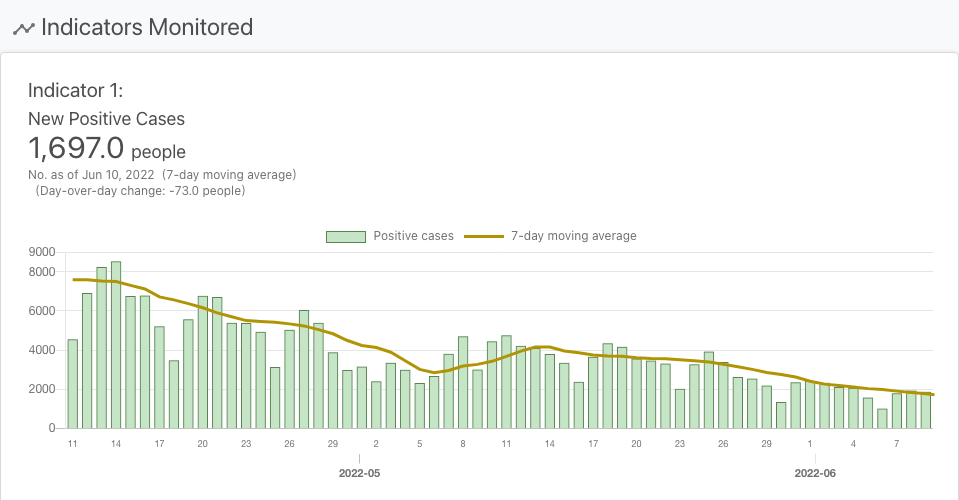 Indicators Monitored
Indicator 1:
New Positive Cases
1,697.0 people
No. as of Jun 10, 2022 (7-day moving average)
(Day-over-day change: -73.0 people)
Positive cases 7-day moving average
9000
8000
6000
4000
2000
0
11 14 17 20 23 26 29 2 5 8 11 14 17 20 23 26 29 1 4 7
2022-05 2022-06